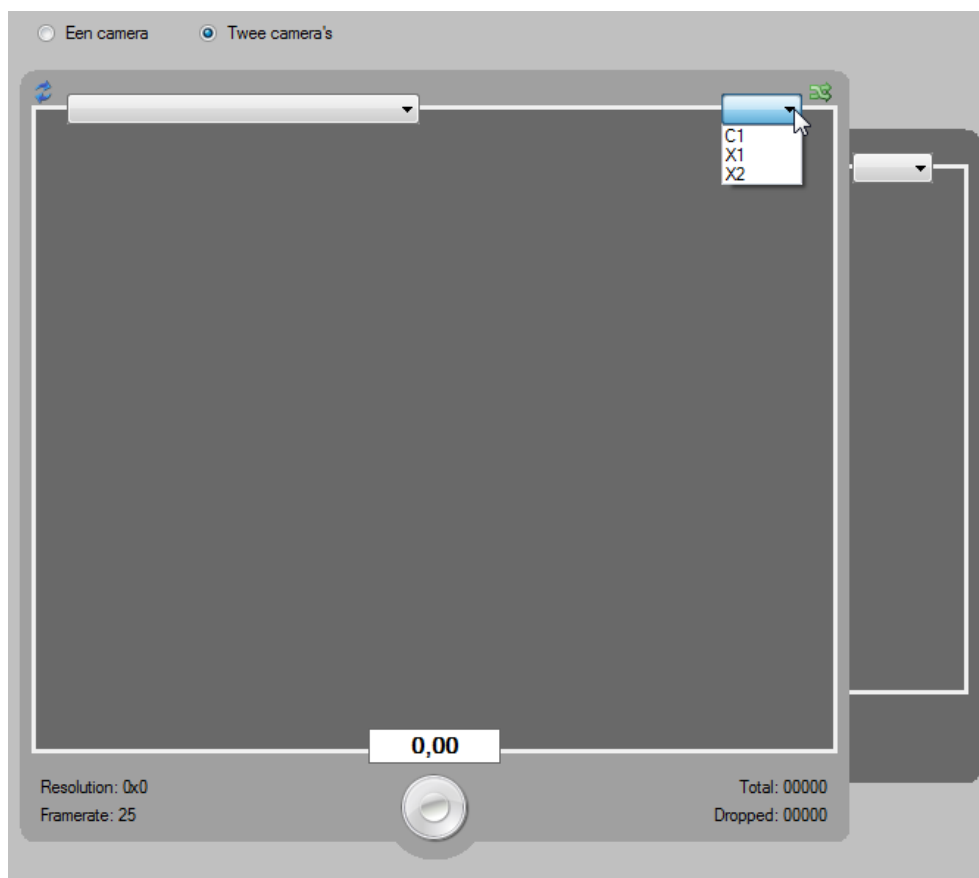 Een camera
Twee camera's
C1
X1
X2
0,00
Resolution: 0x0
Total: 00000
Framerate: 25
Dropped: 00000